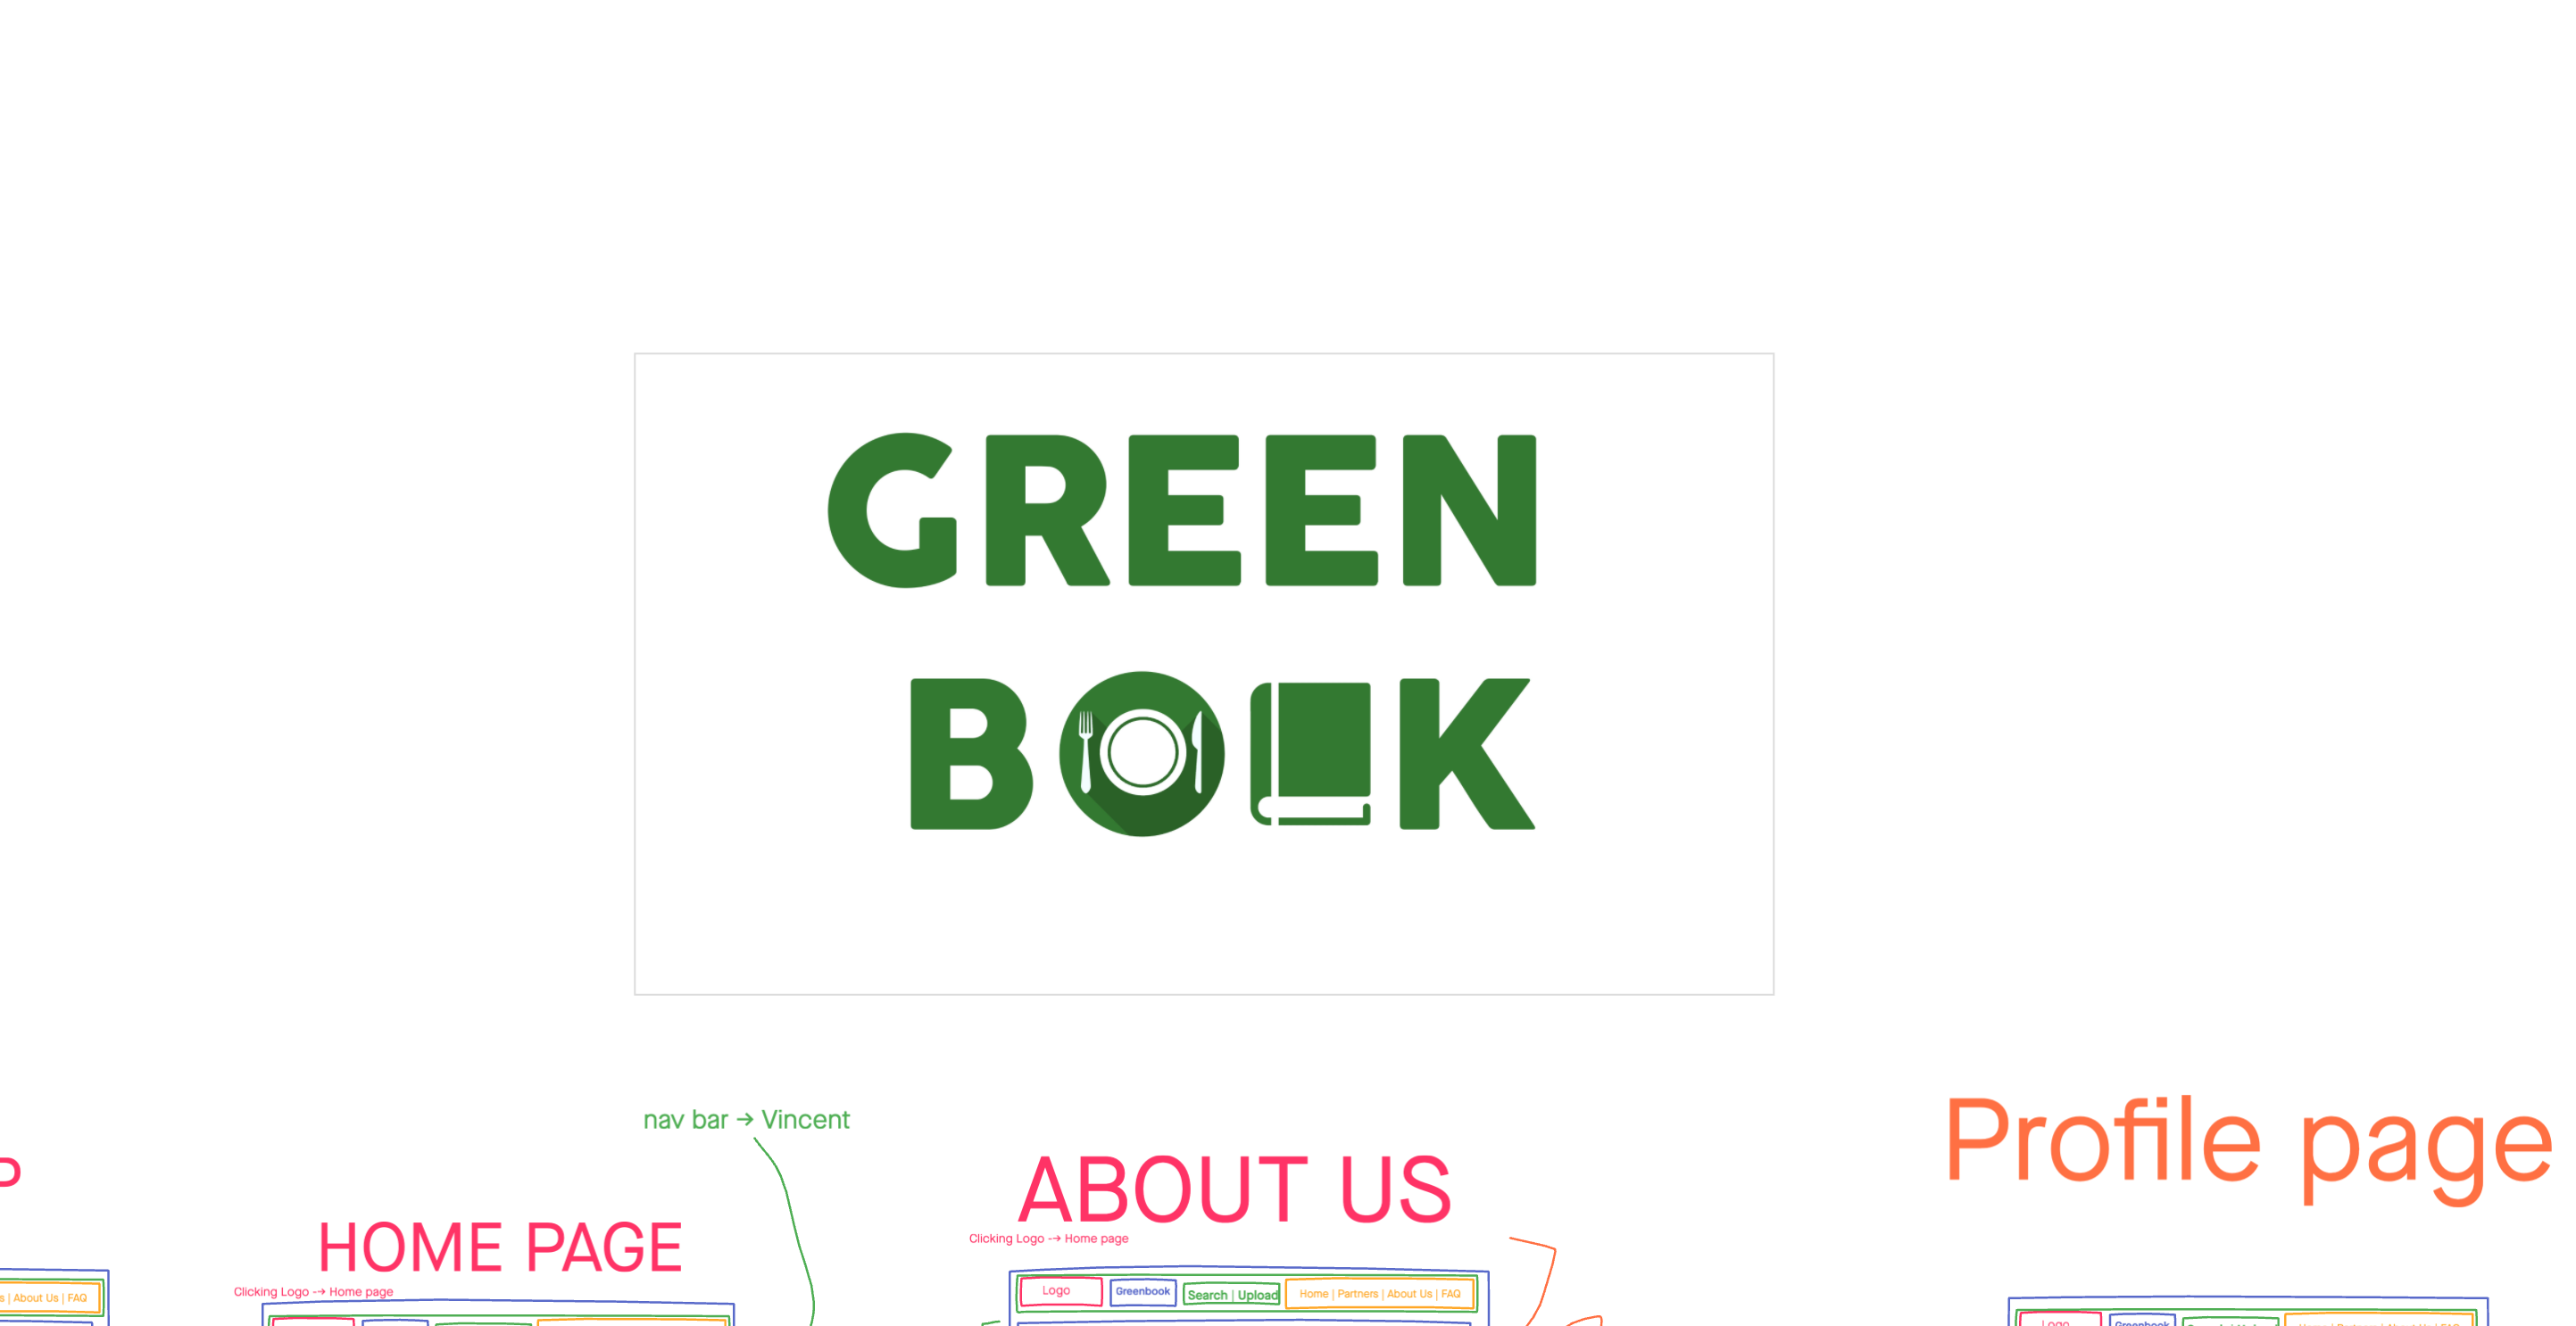 GREEN
BOOK
nav bar → Vincent
P
HOME PAGE
Clicking Logo --> Home page
ABOUT US
Clicking Logo --> Home page
Profile page
s | About Us | FAQ
Logo
Greenbook
Search | Upload
Home | Partners | About Us | FAQ
Logo
Greenbook